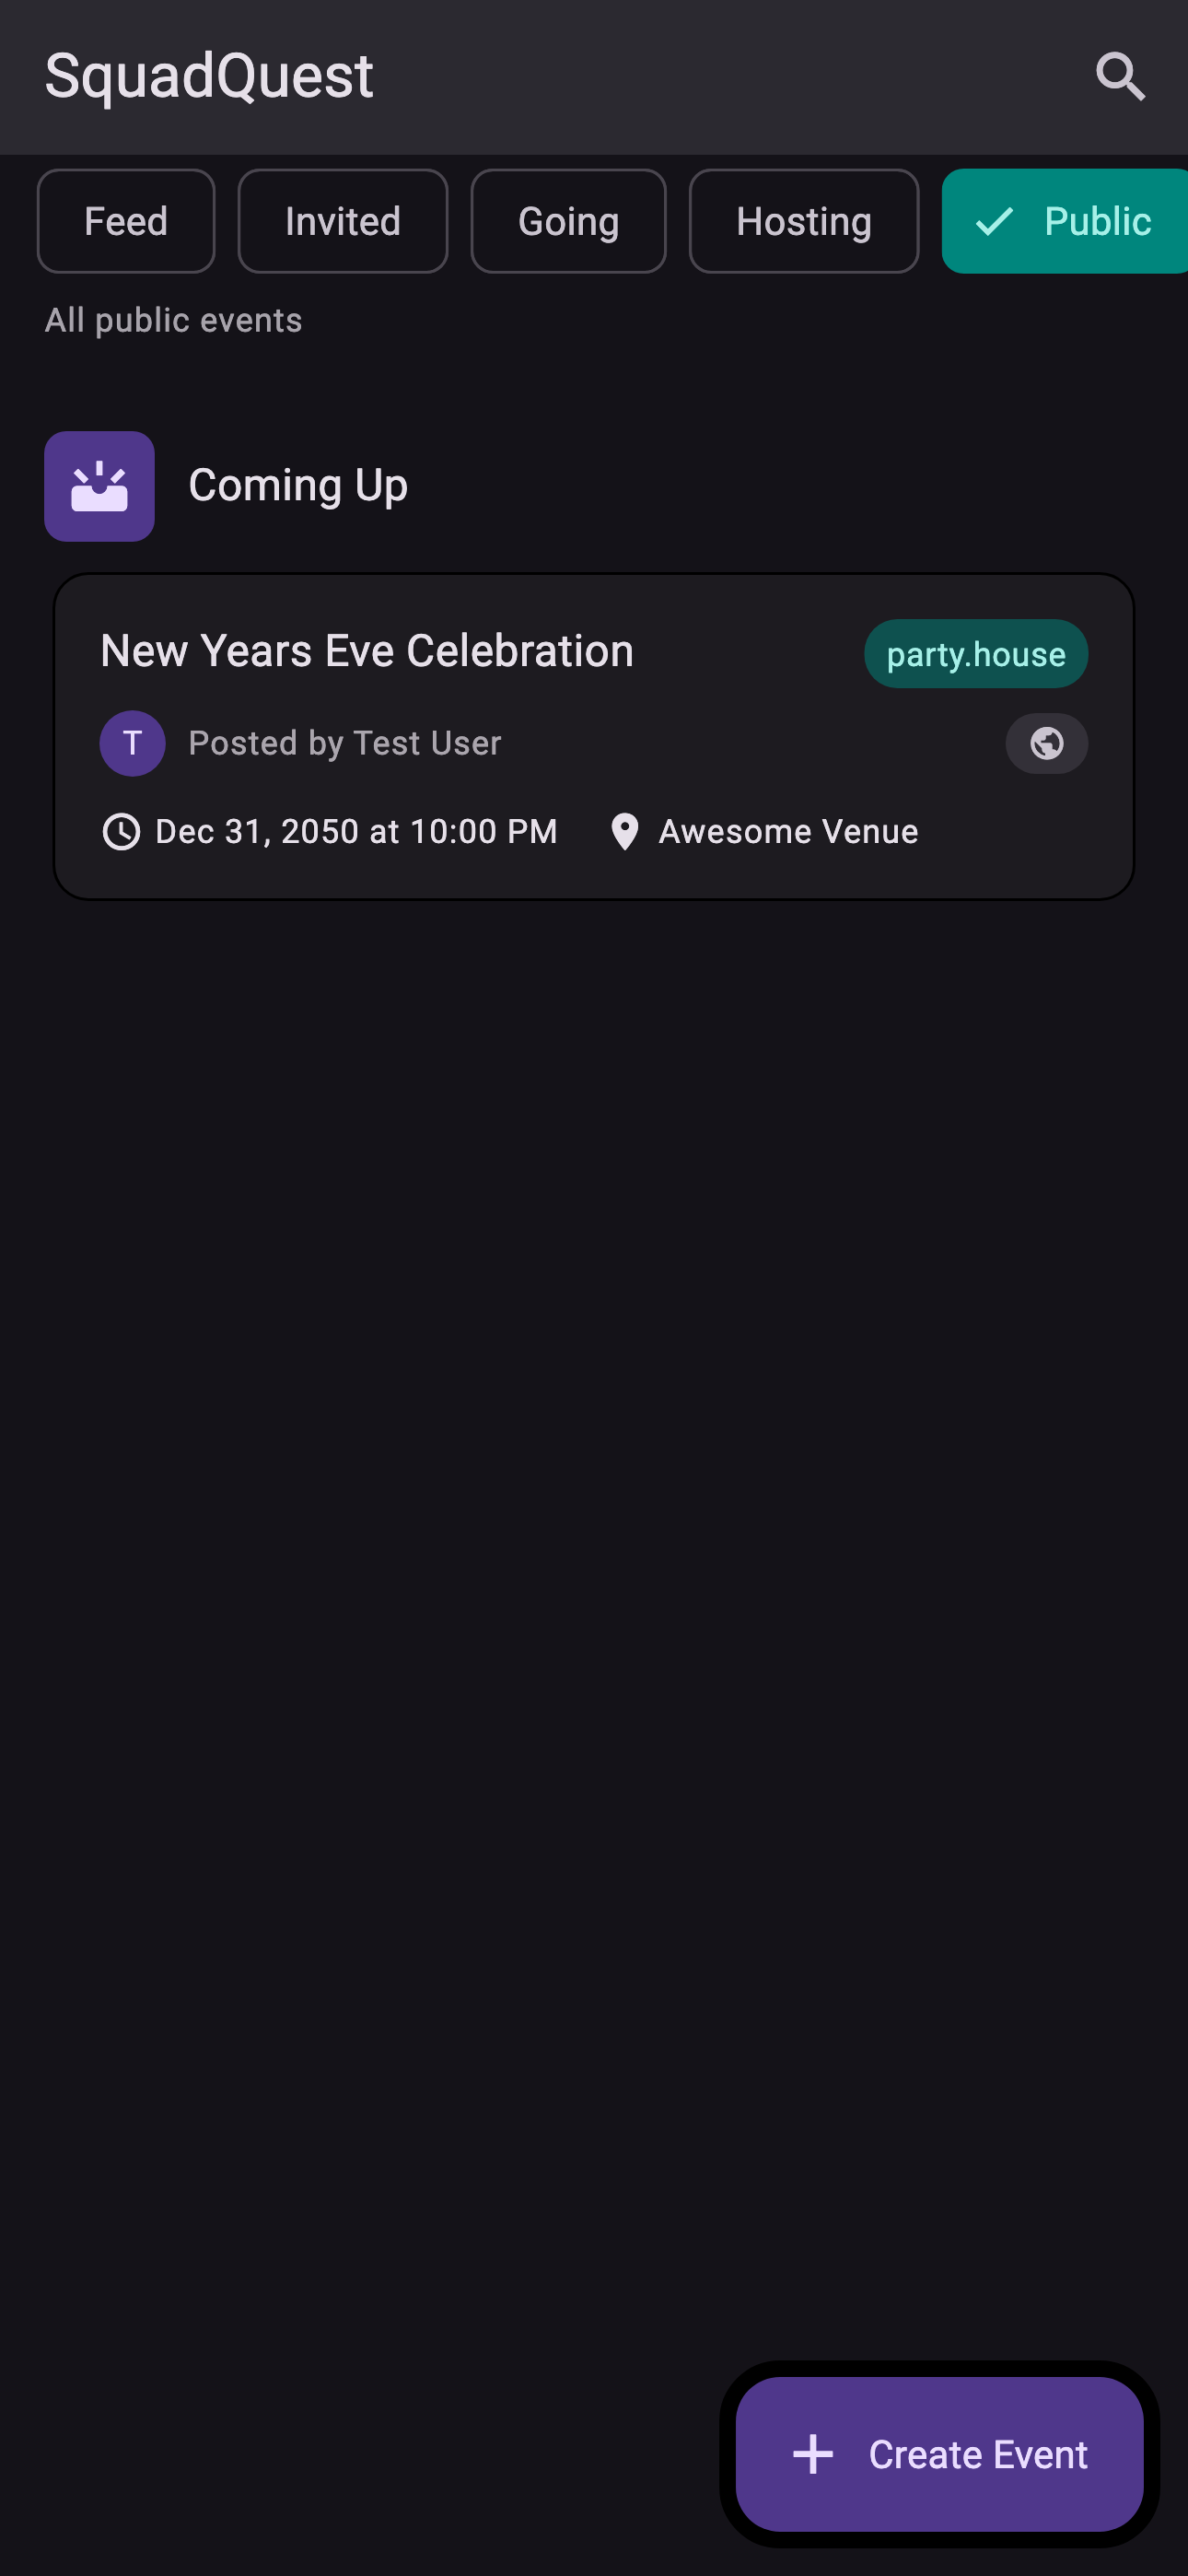 SquadQuest
Feed Invited Going Hosting Public
All public events
Coming Up
New Years Eve Celebration party.house
T Posted by Test User
Dec 31, 2050 at 10:00 PM Awesome Venue
Create Event